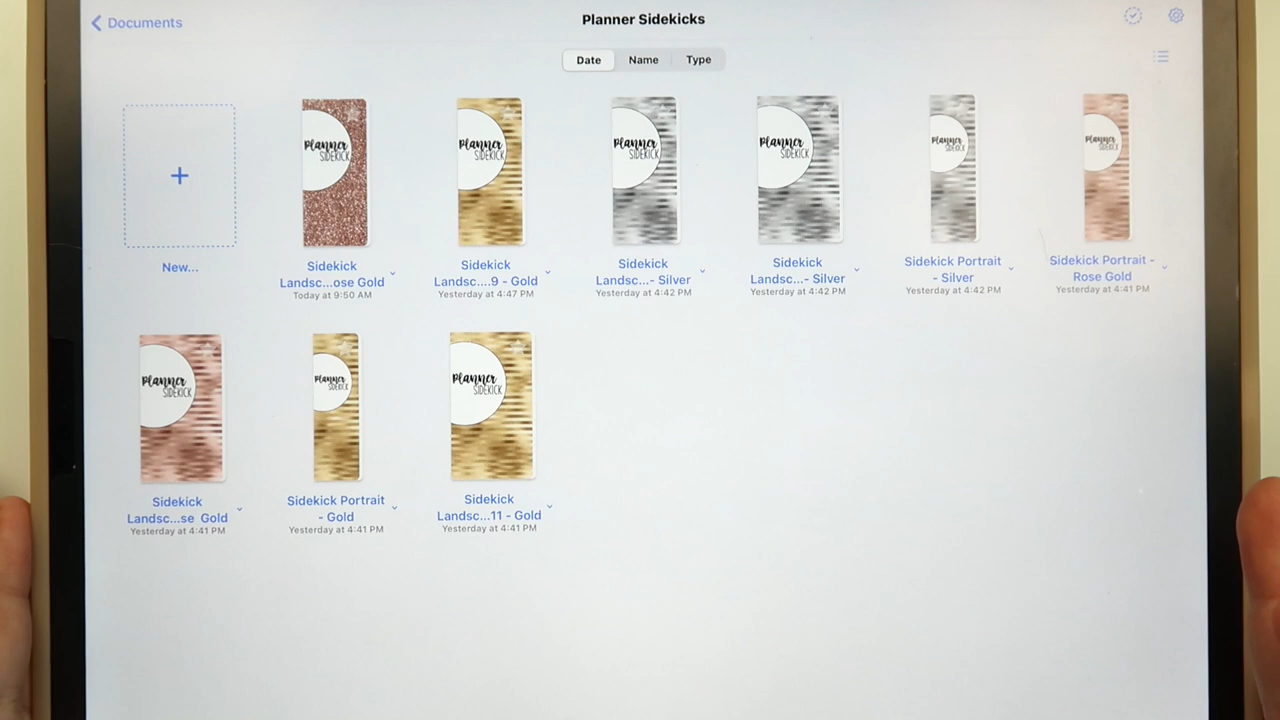 Documents
Planner Sidekicks
Date Name Type
New...
planner
SIDEKICK
Sidekick
Landsc...ose Gold
Today at 9:50 AM
planner
SIDEKICK
Sidekick
Landsc....9 - Gold
Yesterday at 4:47 PM
planner
SIDEKICK
Sidekick
Landsc...- Silver
Yesterday at 4:42 PM
planner
SIDEKICK
Sidekick
Landsc...- Silver
Yesterday at 4:42 PM
planner
SIDEKICK
Sidekick Portrait
- Silver
Yesterday at 4:42 PM
planner
SIDEKICK
Sidekick Portrait -
Rose Gold
Yesterday at 4:41 PM
planner
SIDEKICK
Sidekick
Landsc...se Gold
Yesterday at 4:41 PM
planner
SIDEKICK
Sidekick Portrait
- Gold
Yesterday at 4:41 PM
planner
SIDEKICK
Sidekick
Landsc...11 - Gold
Yesterday at 4:41 PM